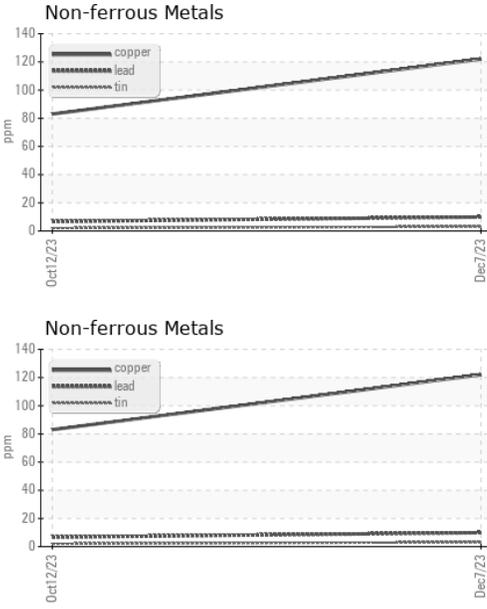 Non-ferrous Metals
140
120
100
80
60
40
20
0
ppm
copper
lead
tin
Oct12/23
Dec7/23
Non-ferrous Metals
140
120
100
80
60
40
20
0
ppm
copper
lead
tin
Oct12/23
Dec7/23